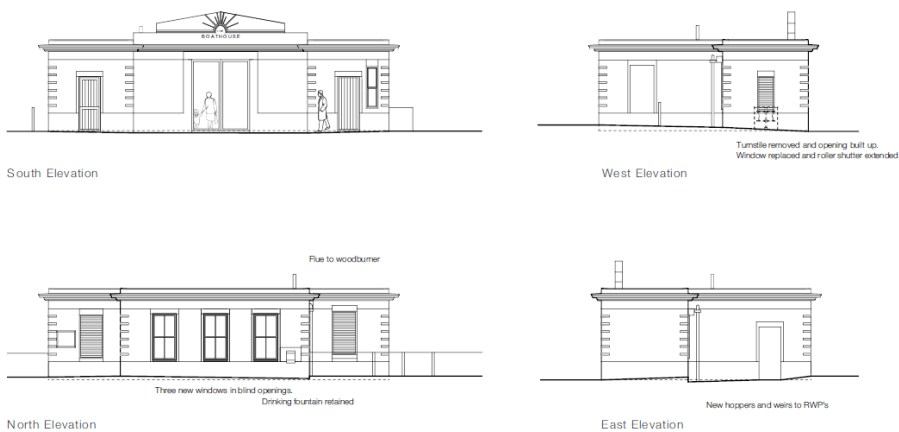 BOATHOUSE
South Elevation
Turnstile removed and opening built up.
Window replaced and roller shutter extended
West Elevation
Flue to woodburner
Three new windows in blind openings.
Drinking fountain retained
North Elevation
New hoppers and weirs to RWP's
East Elevation